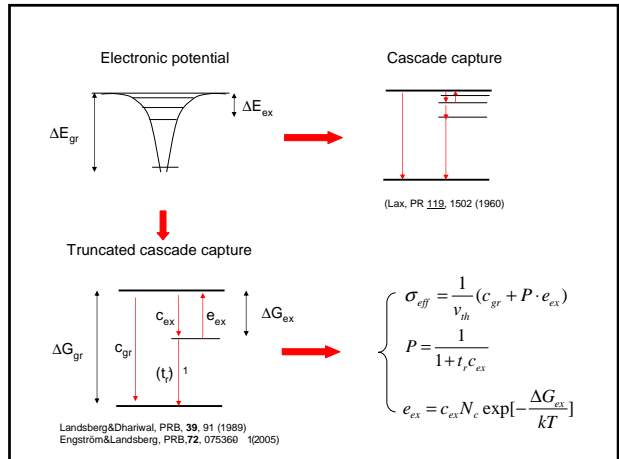 Electronic potential
Cascade capture
ΔE_gr
ΔE_ex
(Lax, PR 119, 1502 (1960)
Truncated cascade capture
ΔG_gr
c_gr
c_ex
e_ex
ΔG_ex
(t_r) 1
σ_eff = 1/v_th (c_gr + P · e_ex)
P = 1/(1 + t_r c_ex)
e_ex = c_ex N_c exp[-ΔG_ex/kT]
Landsberg&Dhariwal, PRB, 39, 91 (1989)
Engström&Landsberg, PRB,72, 075360 1(2005)